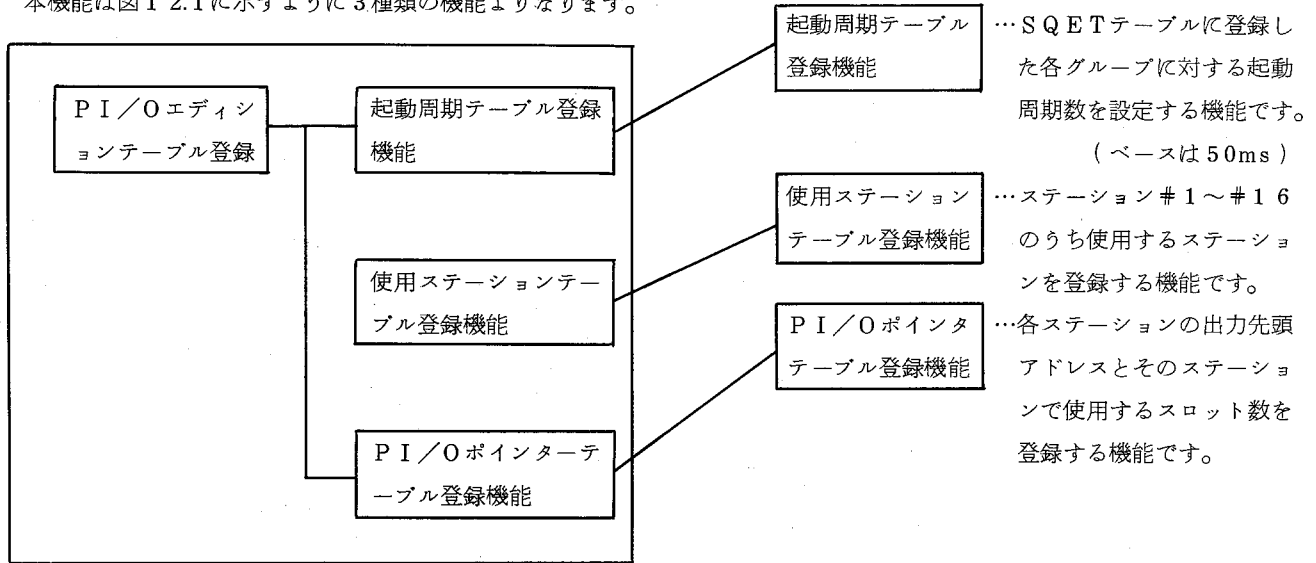 本機能は図12.1に示すように3種類の機能よりなります。
PI/Oエディシ
ョンテーブル登録
起動周期テーブル登録
機能
使用ステーションテー
ブル登録機能
PI/Oポインターテ
ーブル登録機能
起動周期テーブル
登録機能
…SQETテーブルに登録し
た各グループに対する起動
周期数を設定する機能です。
(ベースは50ms)
使用ステーション
テーブル登録機能
…ステーション#1〜#16
のうち使用するステーショ
ンを登録する機能です。
PI/Oポインタ
テーブル登録機能
…各ステーションの出力先頭
アドレスとそのステーショ
ンで使用するスロット数を
登録する機能です。